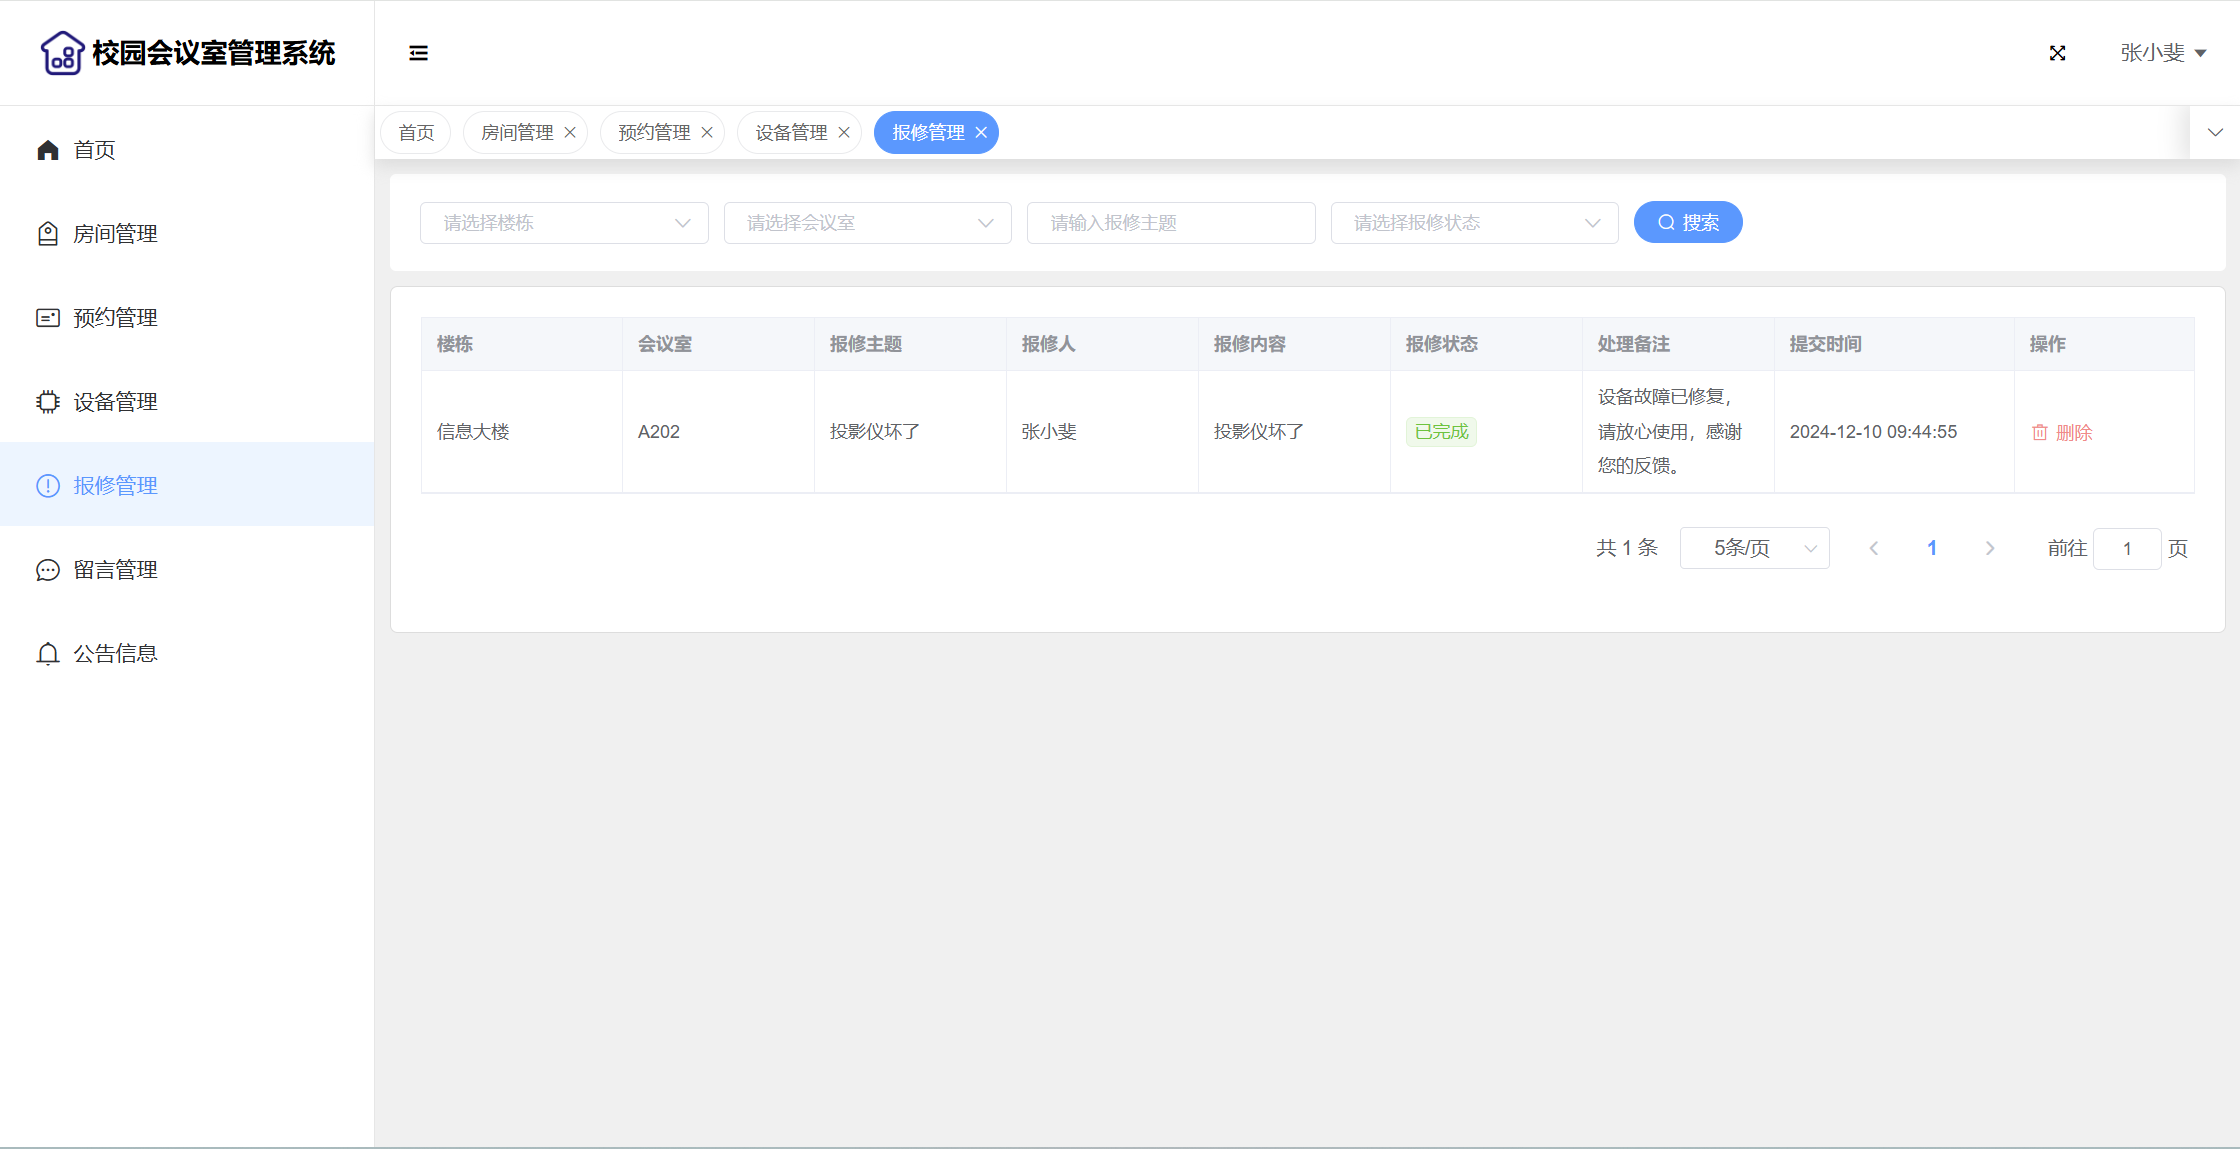 校园会议室管理系统
张小斐
首页
房间管理
预约管理
设备管理
报修管理
留言管理
公告信息
首页 房间管理 预约管理 设备管理 报修管理
请选择楼栋 请选择会议室 请输入报修主题 请选择报修状态 搜索
楼栋 会议室 报修主题 报修人 报修内容 报修状态 处理备注 提交时间 操作
信息大楼 A202 投影仪坏了 张小斐 投影仪坏了 已完成
设备故障已修复，
请放心使用，感谢
您的反馈。
2024-12-10 09:44:55 删除
共 1 条 5条/页 1 前往 1 页